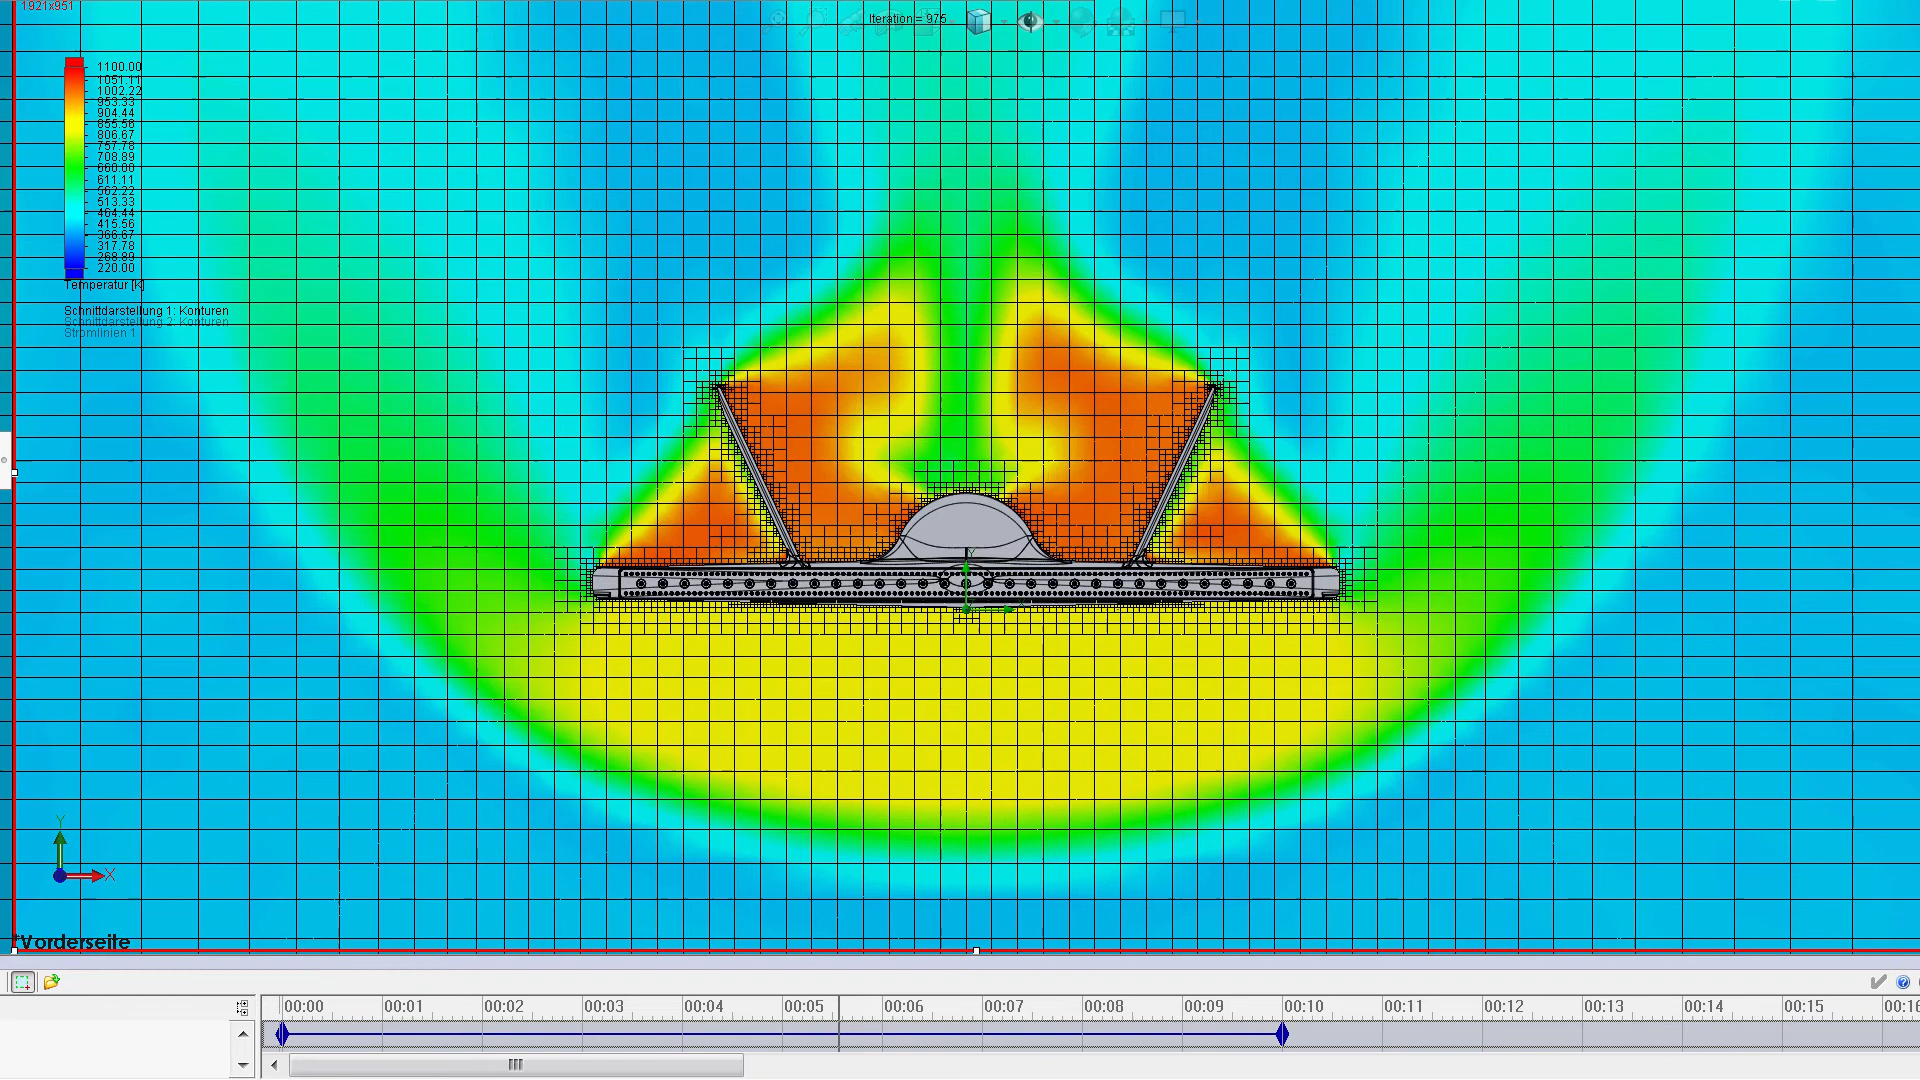 1921x951
Iteration = 975
1100.00
1051.11
1002.22
953.33
904.44
855.56
806.67
757.78
708.89
660.00
611.11
562.22
513.33
464.44
415.56
366.67
317.78
268.89
220.00
Temperatur [K]
Schnittdarstellung 1: Konturen
Schnittdarstellung 2: Konturen
Stromlinien 1
Y
Y
X
*Vorderseite
00:00 00:01 00:02 00:03 00:04 00:05 00:06 00:07 00:08 00:09 00:10 00:11 00:12 00:13 00:14 00:15 00:16